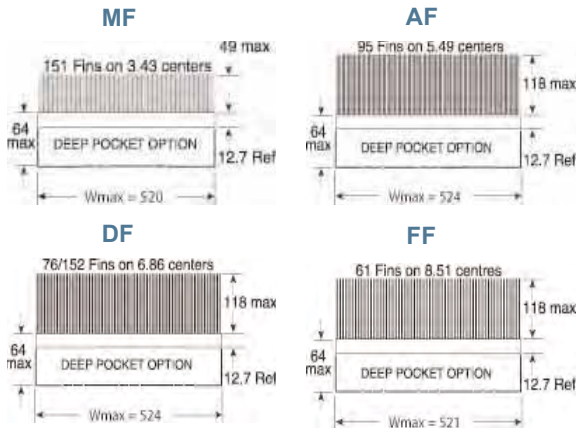 MF
49 max
151 Fins on 3.43 centers
64 max
DEEP POCKET OPTION
12.7 Ref
Wmax = 520
AF
95 Fins on 5.49 centers
118 max
64 max
DEEP POCKET OPTION
12.7 Ref
Wmax = 524
DF
76/152 Fins on 6.86 centers
118 max
64 max
DEEP POCKET OPTION
12.7 Ref
Wmax = 524
FF
61 Fins on 8.51 centres
118 max
64 max
DEEP POCKET OPTION
12.7 Ref
Wmax = 521